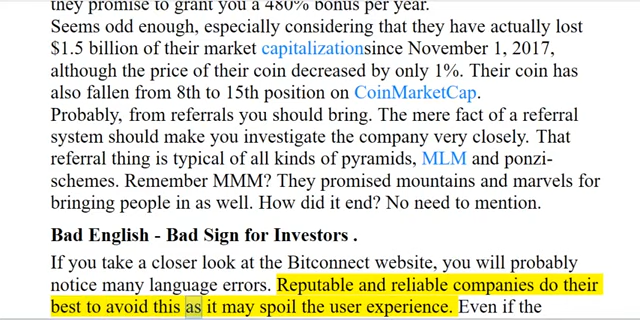 they promise to grant you a 480% bonus per year.
Seems odd enough, especially considering that they have actually lost
$1.5 billion of their market capitalizationsince November 1, 2017,
although the price of their coin decreased by only 1%. Their coin has
also fallen from 8th to 15th position on CoinMarketCap.
Probably, from referrals you should bring. The mere fact of a referral
system should make you investigate the company very closely. That
referral thing is typical of all kinds of pyramids, MLM and ponzi-
schemes. Remember MMM? They promised mountains and marvels for
bringing people in as well. How did it end? No need to mention.
Bad English - Bad Sign for Investors .
If you take a closer look at the Bitconnect website, you will probably
notice many language errors. Reputable and reliable companies do their
best to avoid this as it may spoil the user experience. Even if the